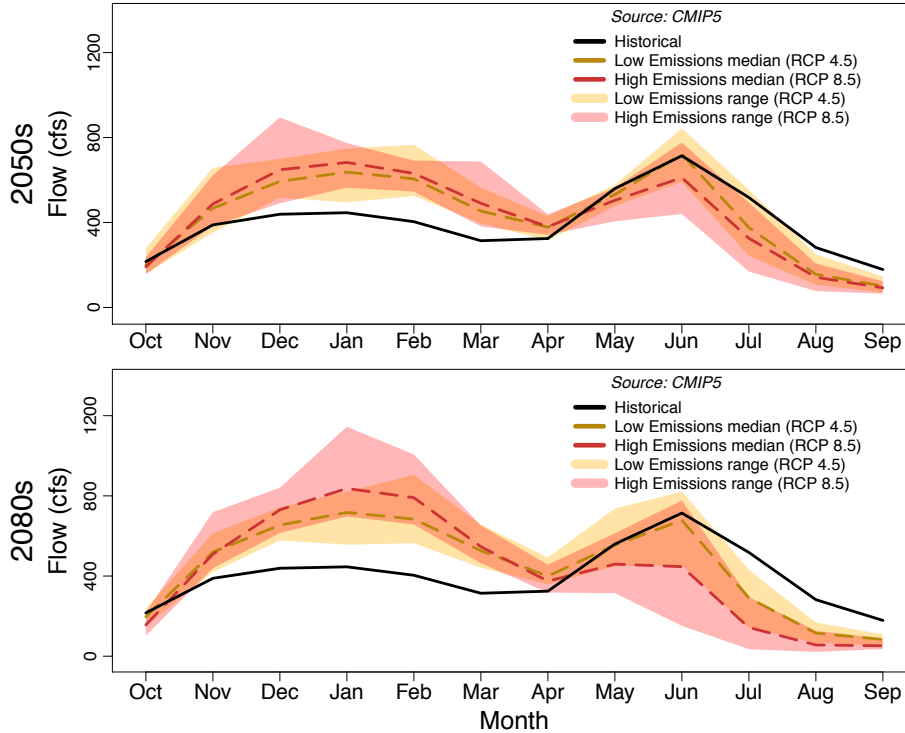 2050s
Flow (cfs)
1200
800
400
0
Source: CMIP5
Historical
Low Emissions median (RCP 4.5)
High Emissions median (RCP 8.5)
Low Emissions range (RCP 4.5)
High Emissions range (RCP 8.5)
Oct Nov Dec Jan Feb Mar Apr May Jun Jul Aug Sep
2080s
Flow (cfs)
1200
800
400
0
Source: CMIP5
Historical
Low Emissions median (RCP 4.5)
High Emissions median (RCP 8.5)
Low Emissions range (RCP 4.5)
High Emissions range (RCP 8.5)
Oct Nov Dec Jan Feb Mar Apr May Jun Jul Aug Sep
Month